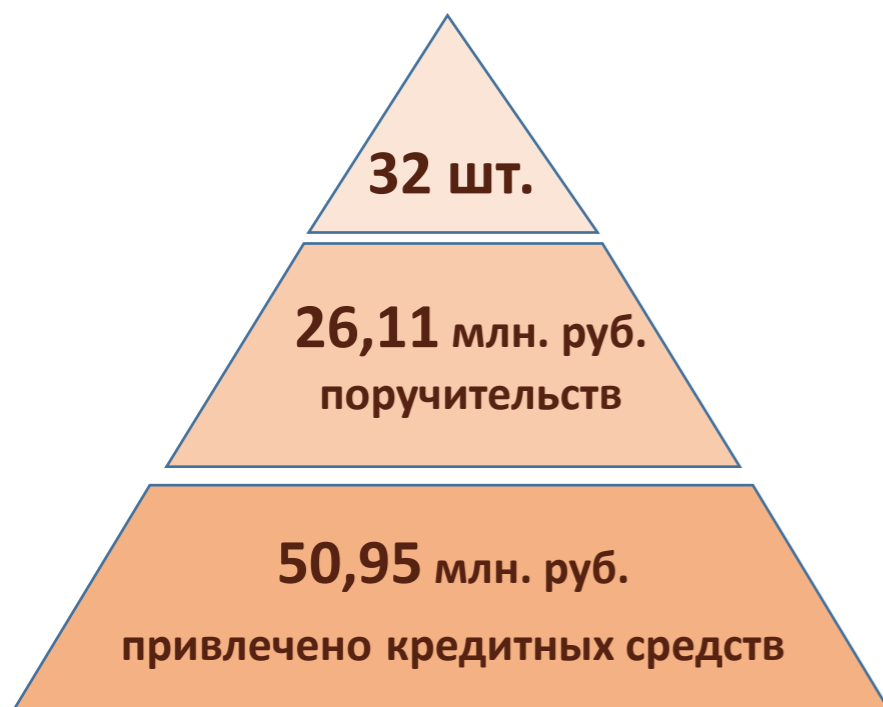 32 шт.
26,11 млн. руб.
поручительств
50,95 млн. руб.
привлечено кредитных средств